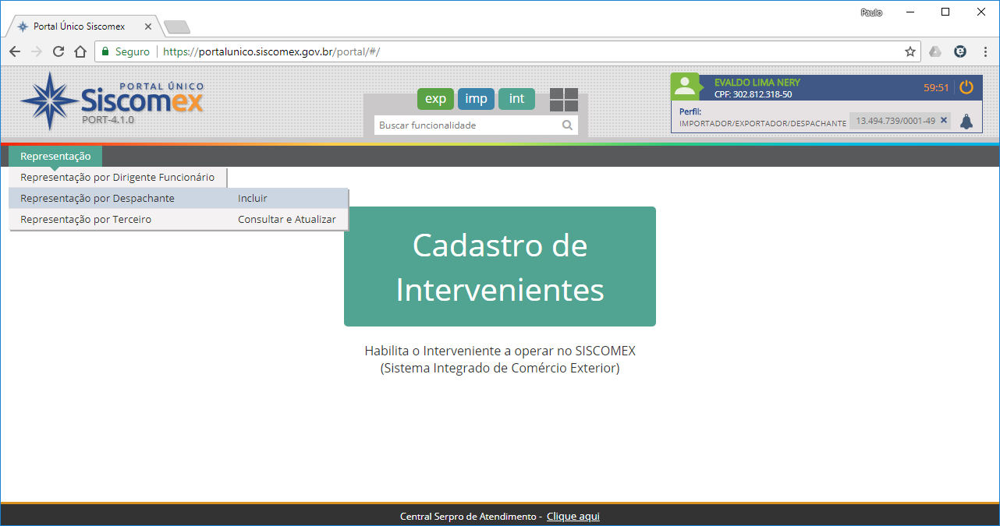 Paulo
Portal Único Siscomex
Seguro
https://portalunico.siscomex.gov.br/portal/#/
PORTAL ÚNICO
Siscomex
PORT-4.1.0
exp imp int
Buscar funcionalidade
EVALDO LIMA NERY
CPF: 302.812.318-50
59:51
Perfil:
IMPORTADOR/EXPORTADOR/DESPACHANTE
13.494.739/0001-49
Representação
Representação por Dirigente Funcionário
Representação por Despachante Incluir
Representação por Terceiro Consultar e Atualizar
Cadastro de
Intervenientes
Habilita o Interveniente a operar no SISCOMEX
(Sistema Integrado de Comércio Exterior)
Central Serpro de Atendimento - Clique aqui